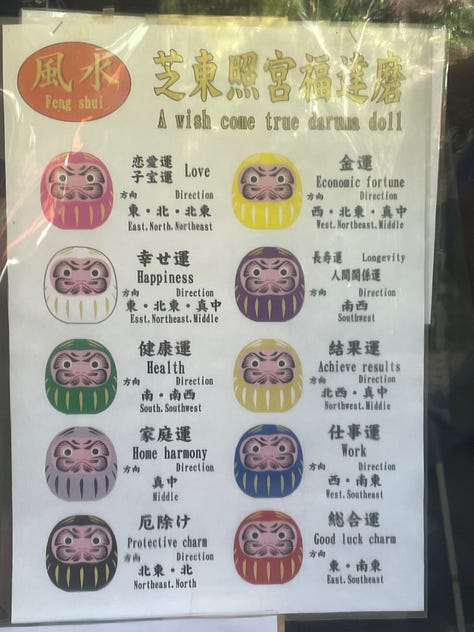 風水
Feng shui
芝東照宮福達磨
A wish come true daruma doll
恋愛運
子宝運
Love
方向 Direction
東・北・北東
East.North.Northeast
金運
Economic fortune
方向 Direction
西・北東・真中
West.Northeast.Middle
幸せ運
Happiness
方向 Direction
東・北東・真中
Esst.Northeast.Middle
長寿運 Longevity
人間関係運
方向 Direction
南西
Southwest
健康運
Health
方向 Direction
南・南西
South.Southwest
結果運
Achieve results
方向 Direction
北西・真中
Northwest.Middle
家庭運
Home harmony
方向 Direction
真中
Middle
仕事運
Work
方向 Direction
西・南東
West.Southeast
厄除け
Protective charm
方向 Direction
北東・北
Northeast.North
総合運
Good luck charm
方向 Direction
東・南東
East.Southeast